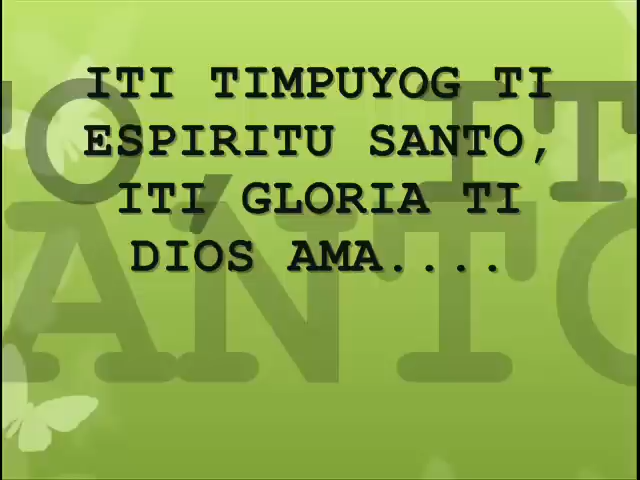 ITI TIMPUYOG TI
ESPIRITU SANTO,
ITI GLORIA TI
DIOS AMA....